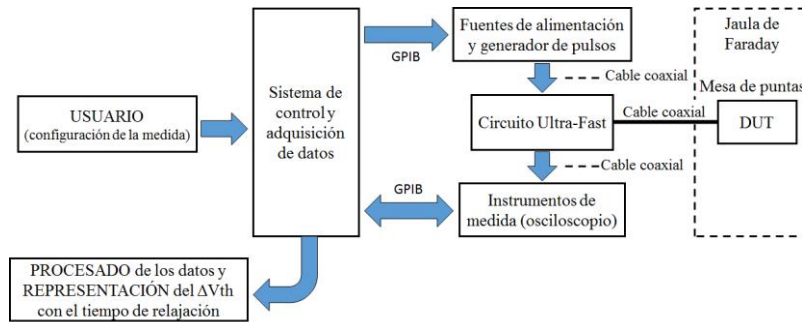 Fuentes de alimentación
y generador de pulsos
Jaula de
Faraday
GPIB
Cable coaxial
Mesa de puntas
USUARIO
(configuración de la medida)
Sistema de
control y
adquisición
de datos
Circuito Ultra-Fast
Cable coaxial
DUT
Cable coaxial
GPIB
Instrumentos de
medida (osciloscopio)
PROCESADO de los datos y
REPRESENTACIÓN del ΔVth
con el tiempo de relajación